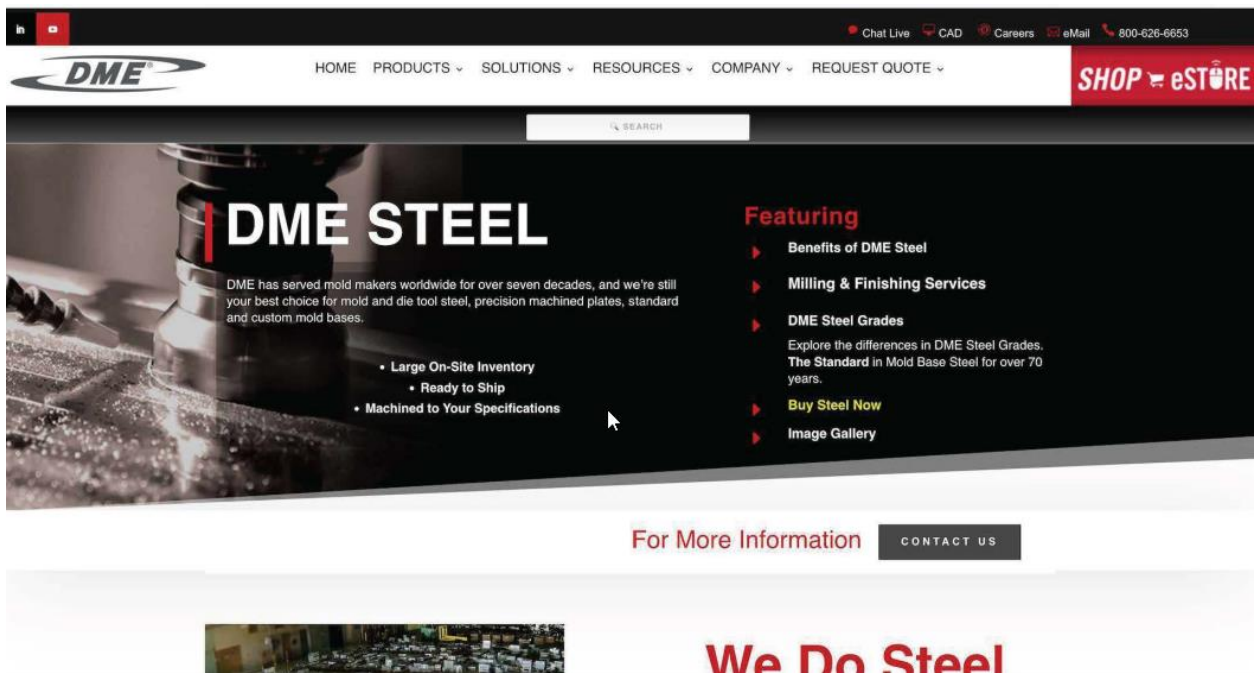 in
Chat Live CAD Careers eMail 800-626-6653
DME®
HOME PRODUCTS SOLUTIONS RESOURCES COMPANY REQUEST QUOTE
SHOP eSTORE
SEARCH
DME STEEL
DME has served mold makers worldwide for over seven decades, and we're still
your best choice for mold and die tool steel, precision machined plates, standard
and custom mold bases.
• Large On-Site Inventory
• Ready to Ship
• Machined to Your Specifications
Featuring
Benefits of DME Steel
Milling & Finishing Services
DME Steel Grades
Explore the differences in DME Steel Grades.
The Standard in Mold Base Steel for over 70
years.
Buy Steel Now
Image Gallery
For More Information
CONTACT US
We Do Steel